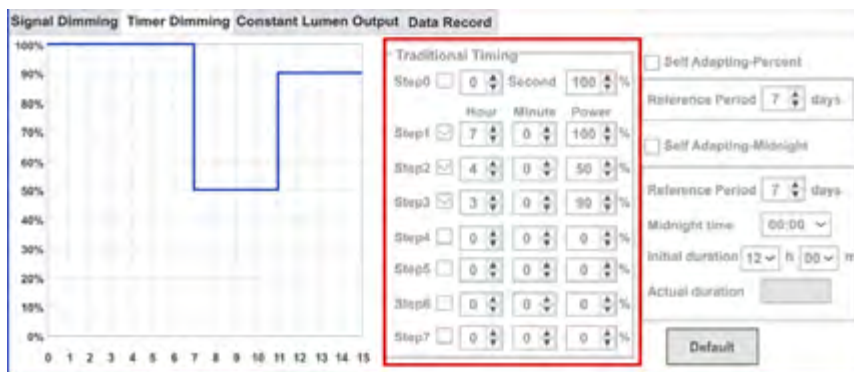 Signal Dimming Timer Dimming Constant Lumen Output Data Record
100%
90%
80%
70%
60%
50%
40%
30%
20%
10%
0%
0 1 2 3 4 5 6 7 8 9 10 11 12 13 14 15
Traditional Timing
Step0 0 Second 100 %
Hour Minute Power
Step1 7 0 100 %
Step2 4 0 50 %
Step3 3 0 90 %
Step4 0 0 0 %
Step5 0 0 0 %
Step6 0 0 0 %
Step7 0 0 0 %
Self Adapting-Percent
Reference Period 7 days
Self Adapting-Midnight
Reference Period 7 days
Midnight time 00:00
Initial duration 12 h 00 m
Actual duration
Default